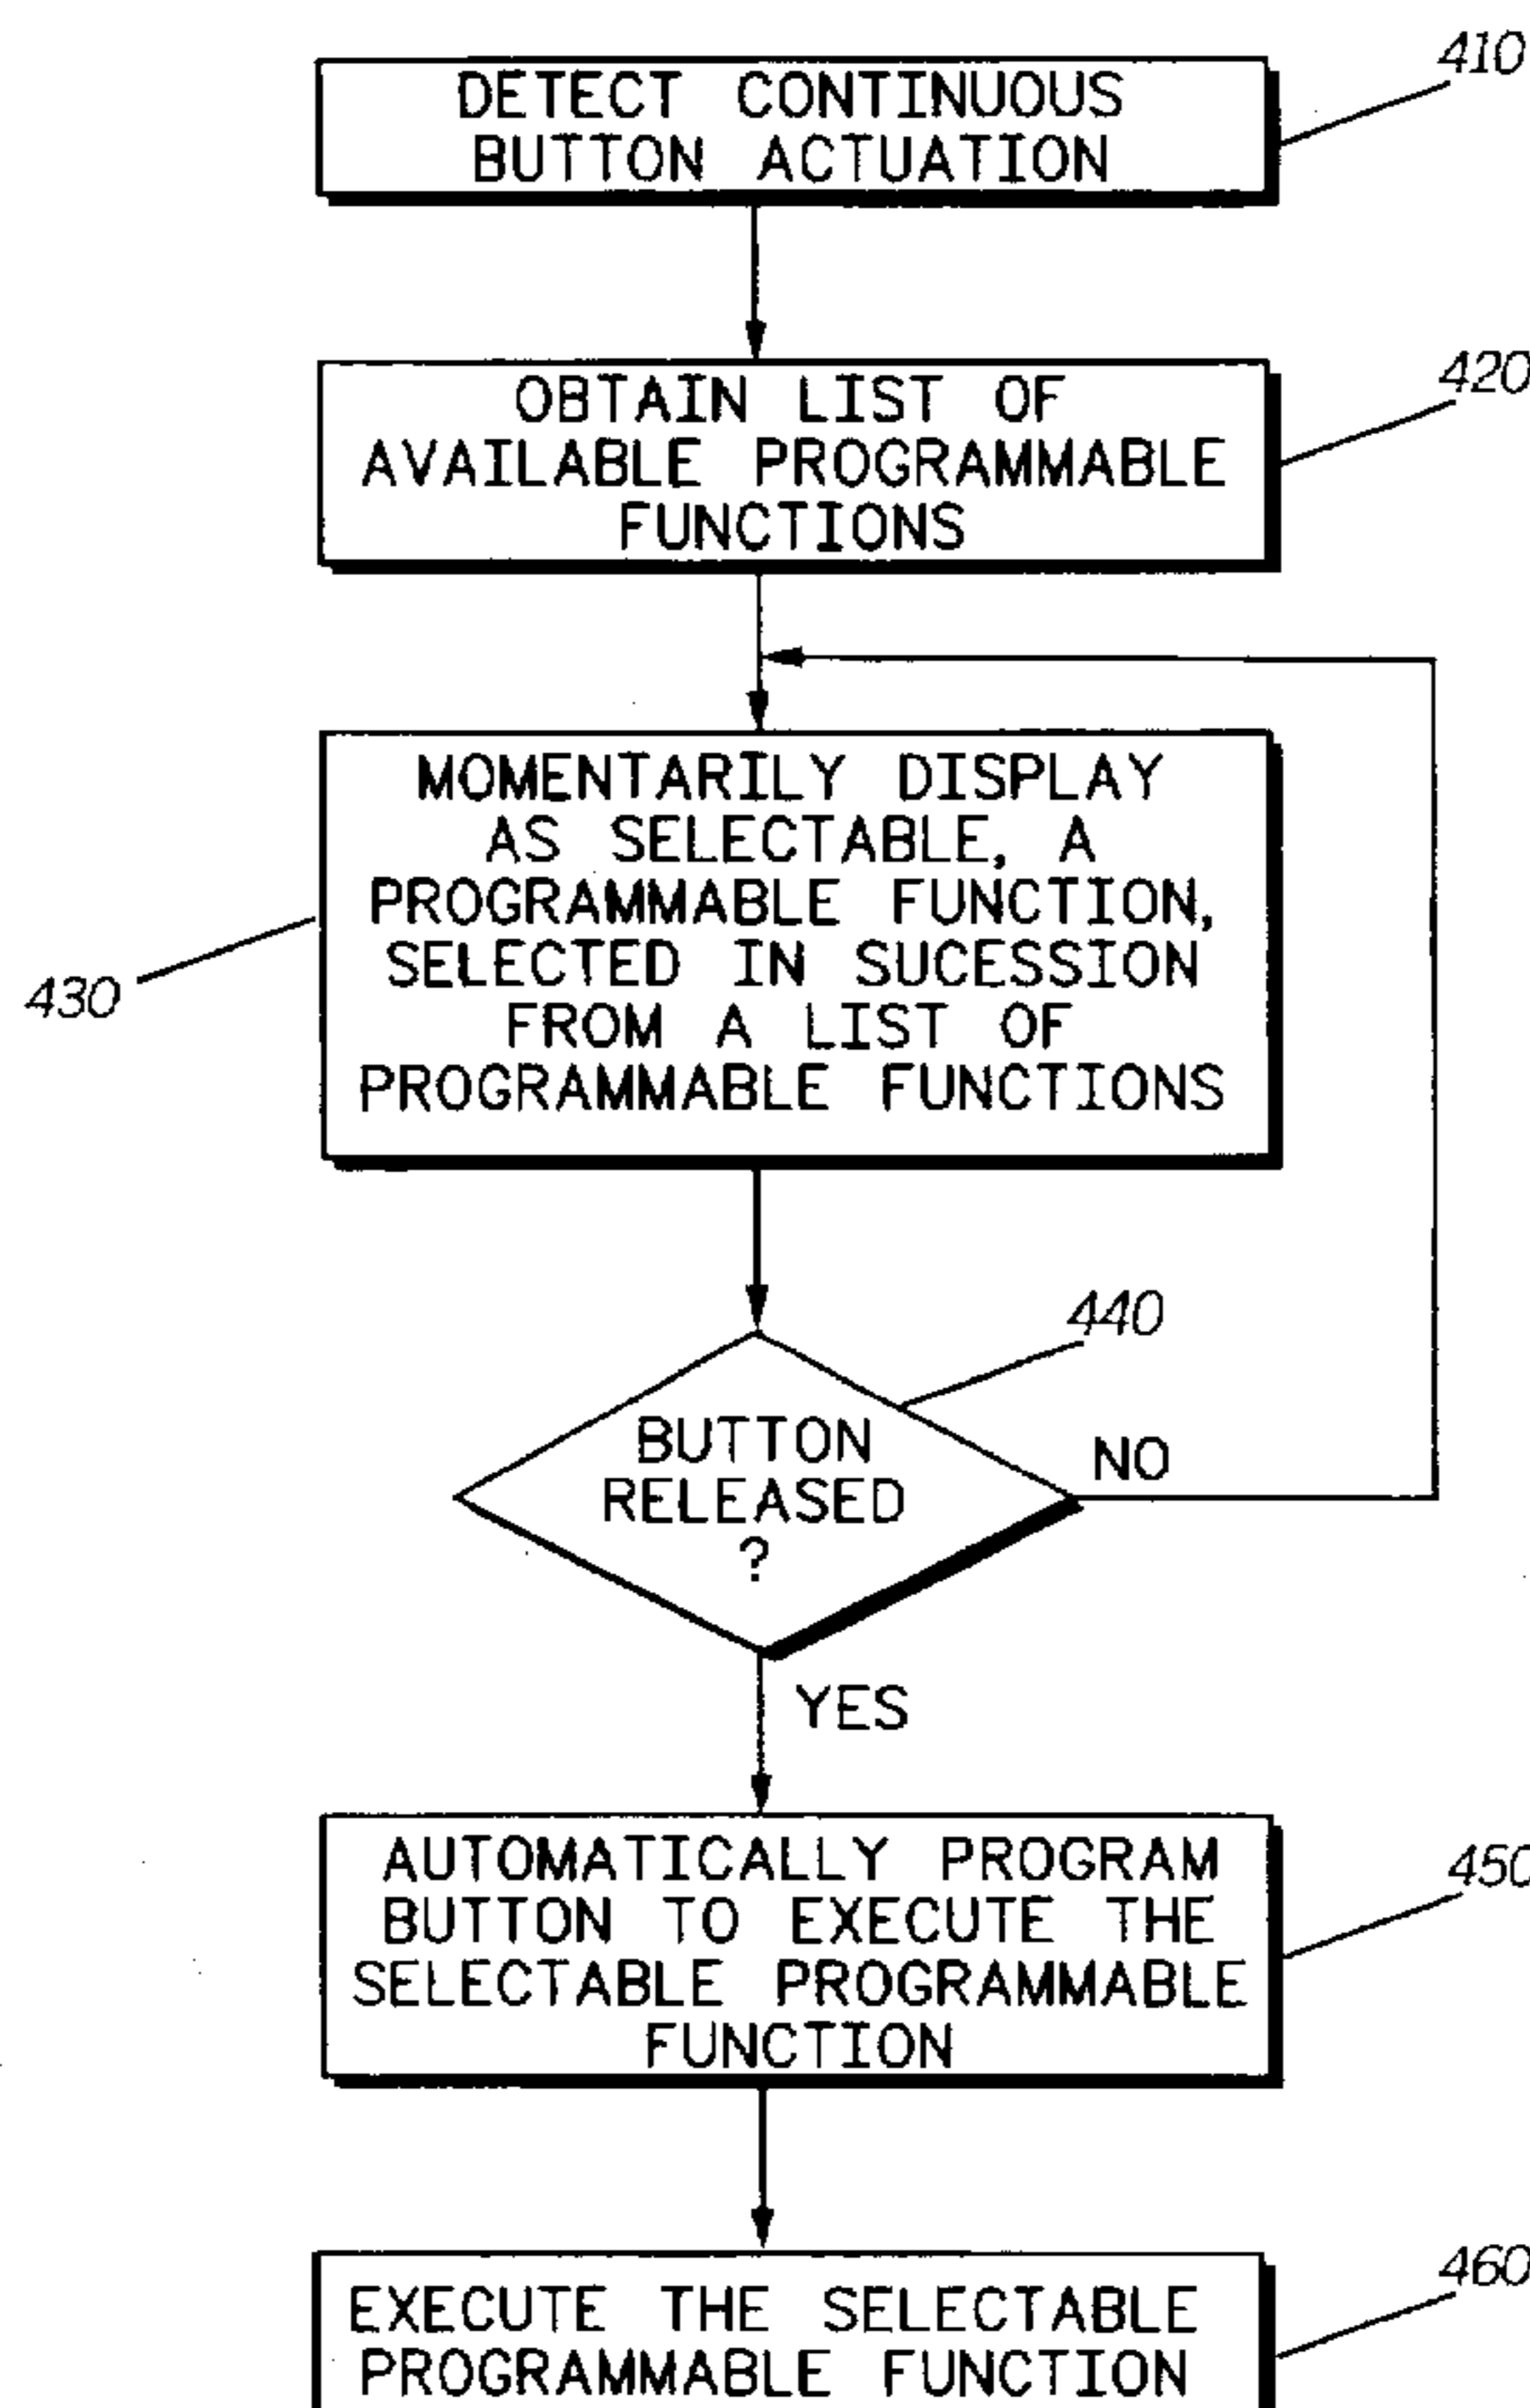 410
DETECT CONTINUOUS
BUTTON ACTUATION
420
OBTAIN LIST OF
AVAILABLE PROGRAMMABLE
FUNCTIONS
MOMENTARILY DISPLAY
AS SELECTABLE, A
PROGRAMMABLE FUNCTION,
SELECTED IN SUCESSION
FROM A LIST OF
PROGRAMMABLE FUNCTIONS
430
440
BUTTON
RELEASED
?
NO
YES
450
AUTOMATICALLY PROGRAM
BUTTON TO EXECUTE THE
SELECTABLE PROGRAMMABLE
FUNCTION
460
EXECUTE THE SELECTABLE
PROGRAMMABLE FUNCTION